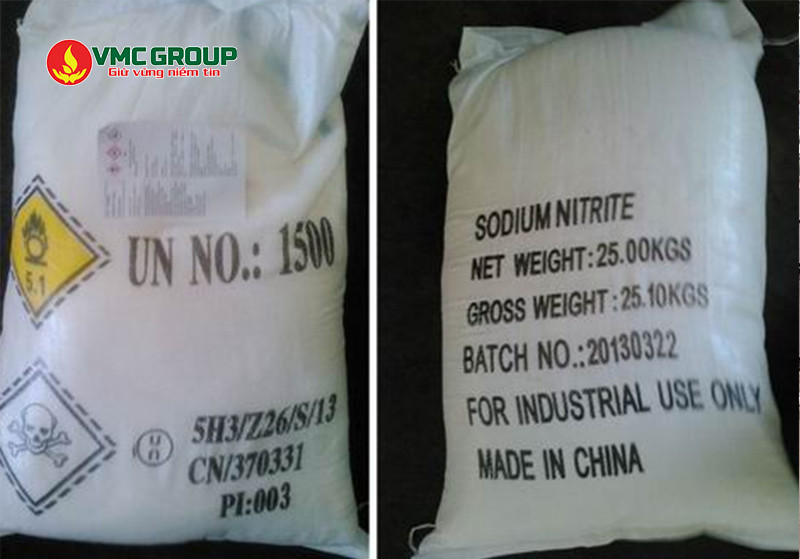 VMC GROUP
Giữ vững niềm tin
UN NO.: 1500
5.1
5H3/Z26/S/13
CN/370331
PI:003
un
SODIUM NITRITE
NET WEIGHT:25.00KGS
GROSS WEIGHT:25.10KGS
BATCH NO.:20130322
FOR INDUSTRIAL USE ONLY
MADE IN CHINA